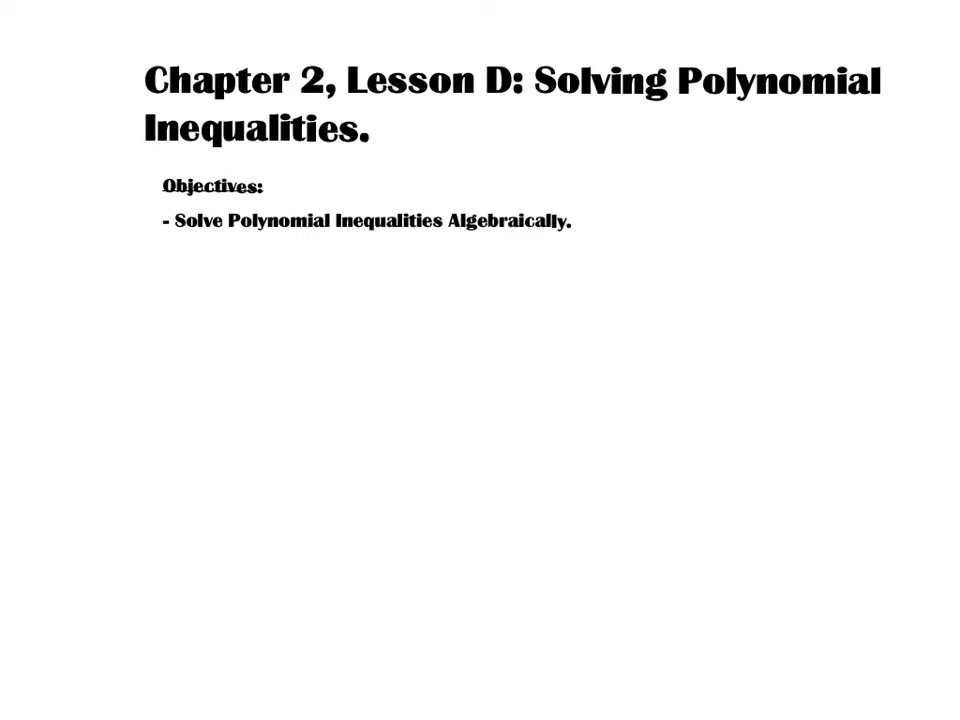 Chapter 2, Lesson D: Solving Polynomial
Inequalities.
Objectives:
- Solve Polynomial Inequalities Algebraically.